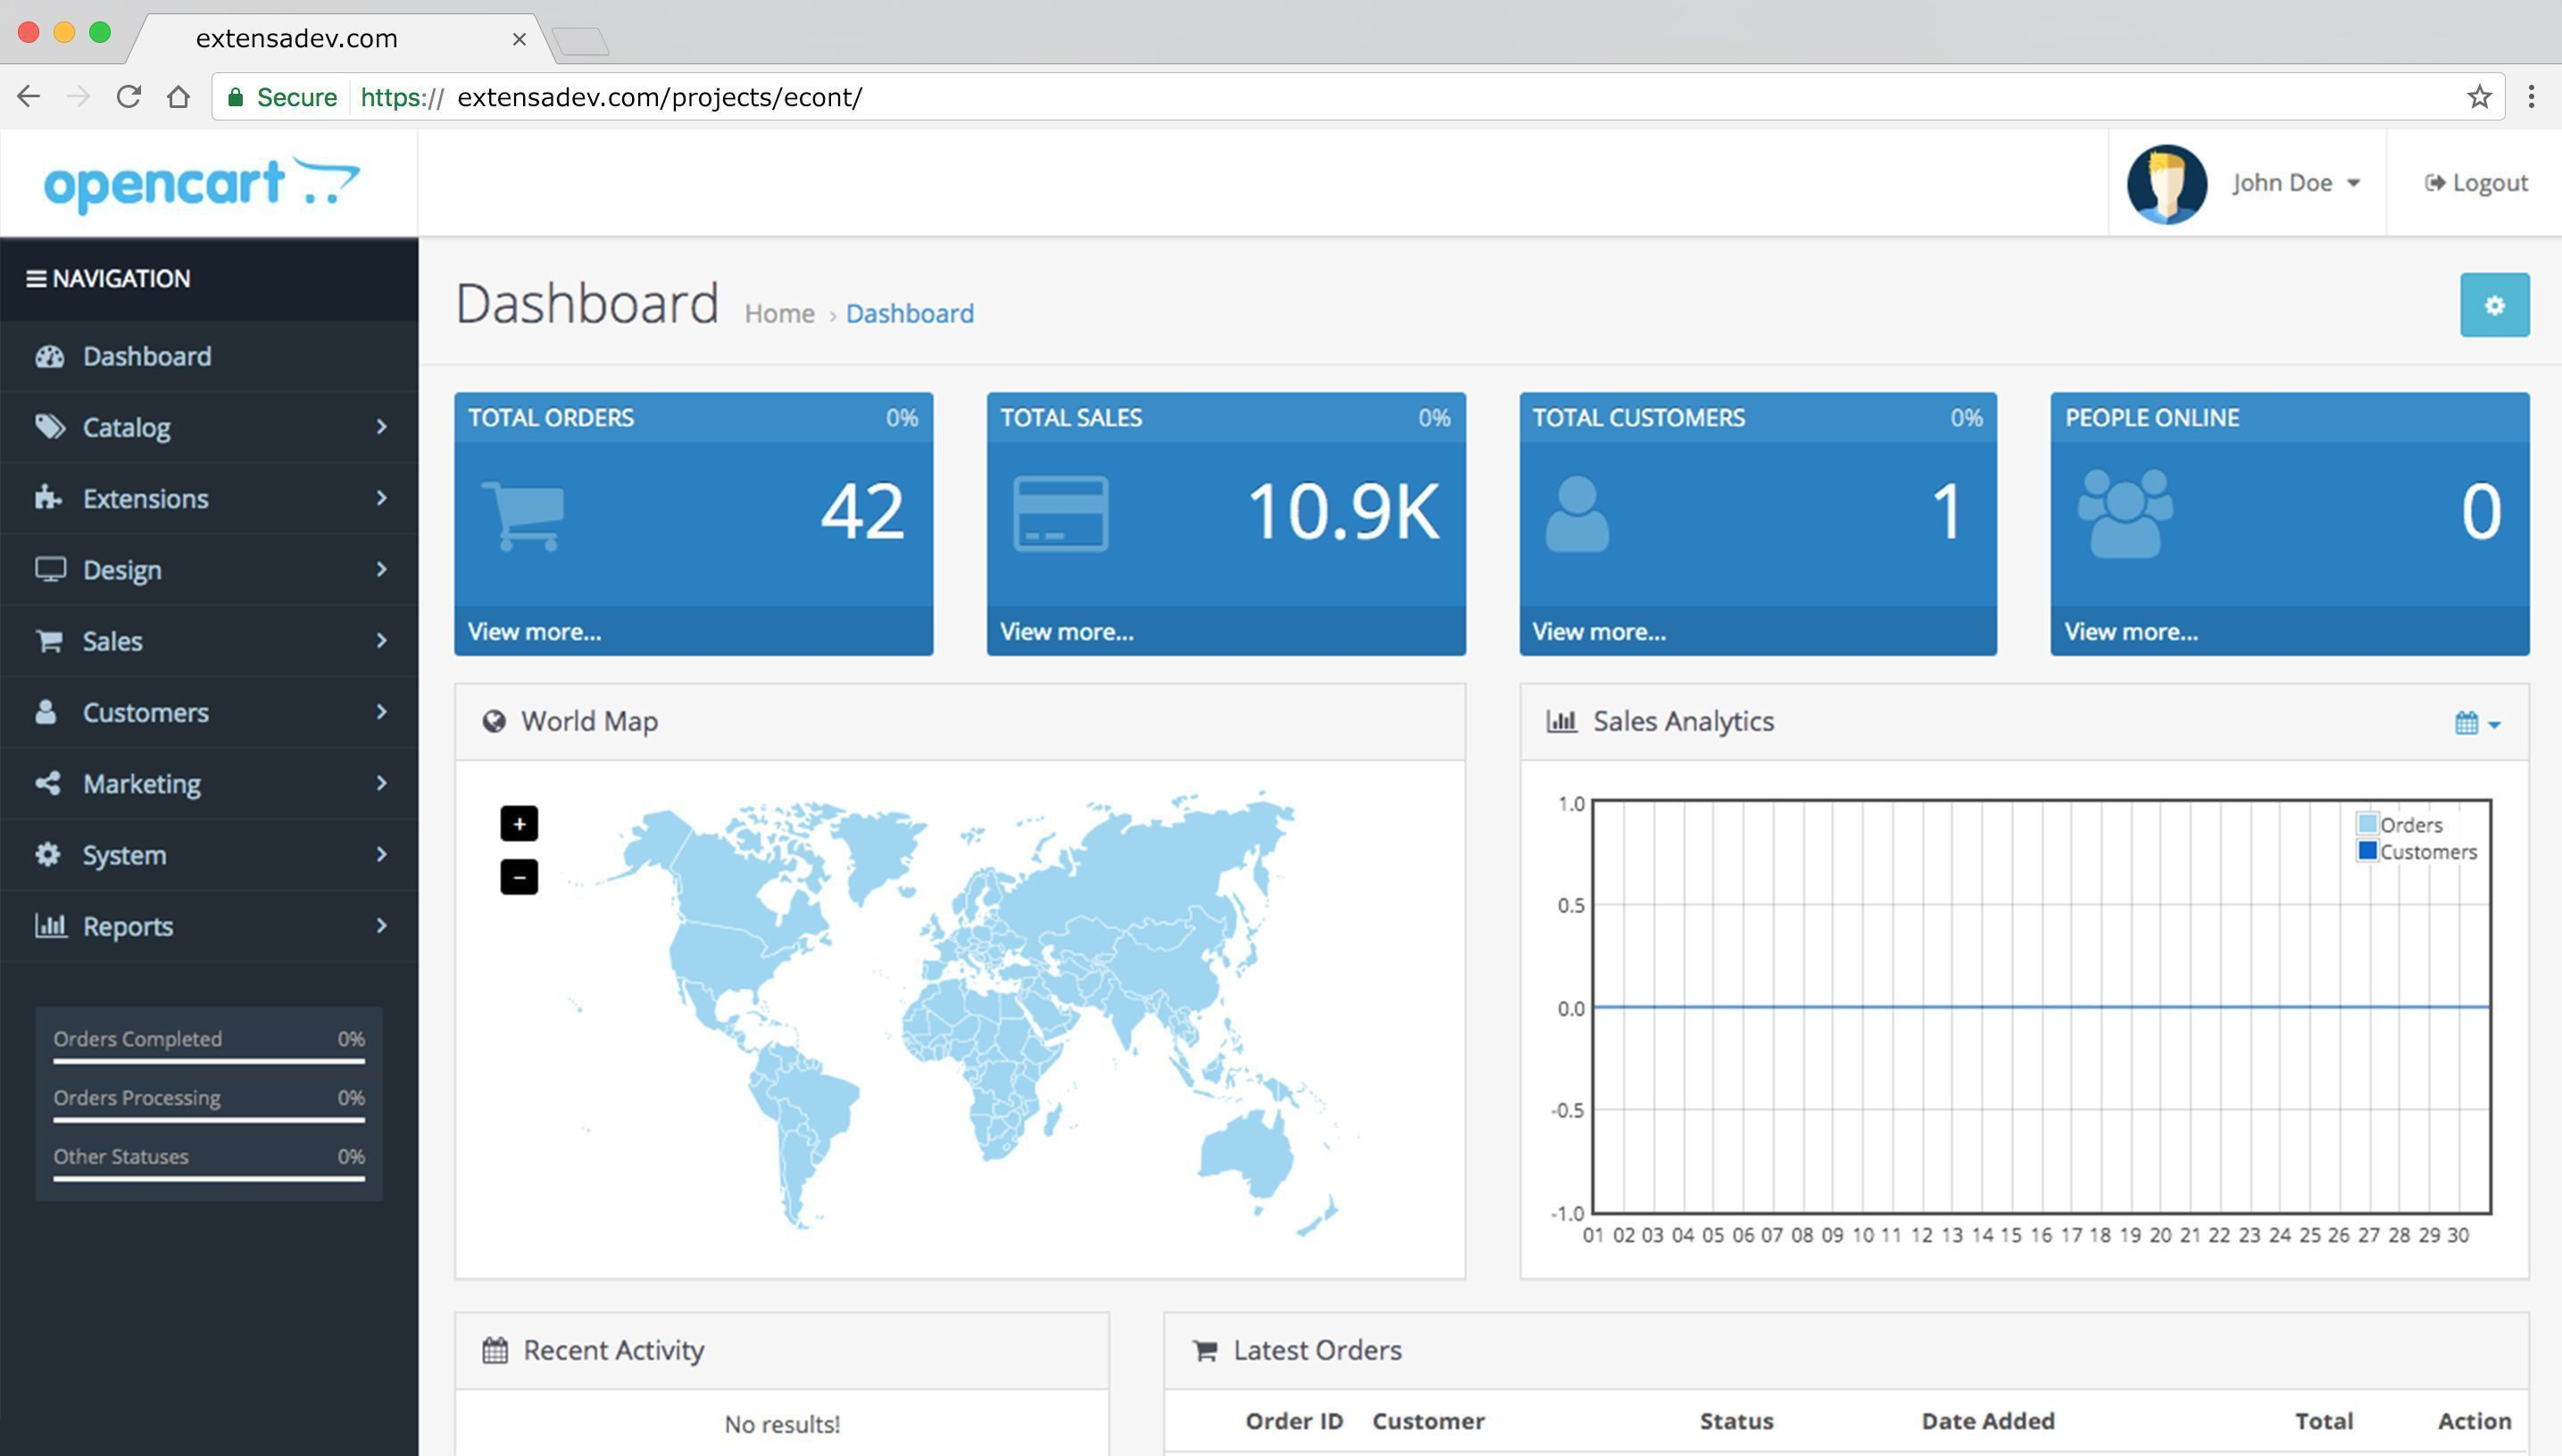 extensadev.com
Secure https:// extensadev.com/projects/econt/
opencart
John Doe
Logout
NAVIGATION
Dashboard
Catalog
Extensions
Design
Sales
Customers
Marketing
System
Reports
Orders Completed 0%
Orders Processing 0%
Other Statuses 0%
Dashboard Home › Dashboard
TOTAL ORDERS 0%
42
View more...
TOTAL SALES 0%
10.9K
View more...
TOTAL CUSTOMERS 0%
1
View more...
PEOPLE ONLINE
0
View more...
World Map
+
−
Sales Analytics
Orders
Customers
1.0
0.5
0.0
-0.5
-1.0
01 02 03 04 05 06 07 08 09 10 11 12 13 14 15 16 17 18 19 20 21 22 23 24 25 26 27 28 29 30
Recent Activity
No results!
Latest Orders
Order ID Customer Status Date Added Total Action